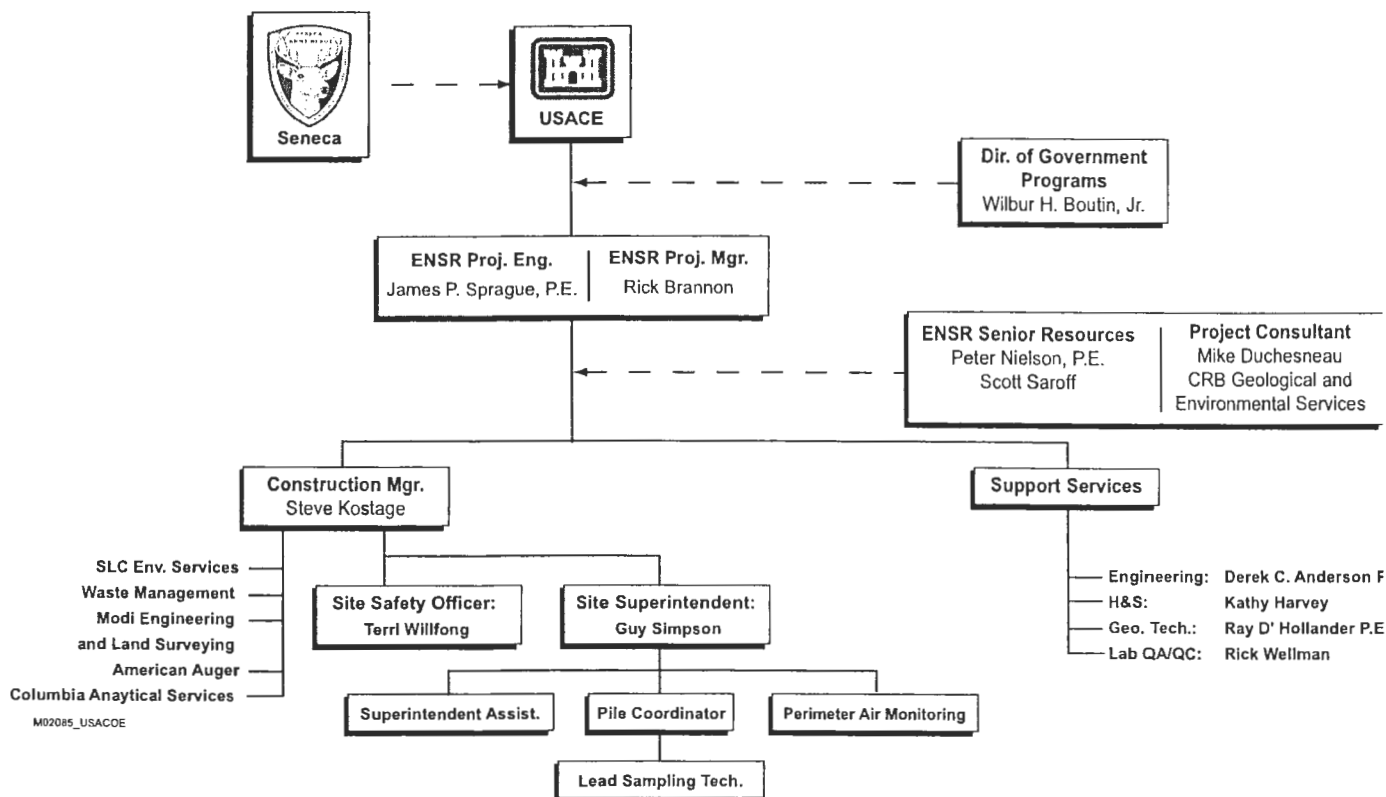 Seneca
USACE
Dir. of Government
Programs
Wilbur H. Boutin, Jr.
ENSR Proj. Eng.
James P. Sprague, P.E.
ENSR Proj. Mgr.
Rick Brannon
ENSR Senior Resources
Peter Nielson, P.E.
Scott Saroff
Project Consultant
Mike Duchesneau
CRB Geological and
Environmental Services
Construction Mgr.
Steve Kostage
Support Services
SLC Env. Services
Waste Management
Modi Engineering
and Land Surveying
American Auger
Columbia Anaytical Services
Site Safety Officer:
Terri Willfong
Site Superintendent:
Guy Simpson
Engineering: Derek C. Anderson P
H&S: Kathy Harvey
Geo. Tech.: Ray D' Hollander P.E
Lab QA/QC: Rick Wellman
Superintendent Assist.
Pile Coordinator
Perimeter Air Monitoring
Lead Sampling Tech.
M02085_USACOE